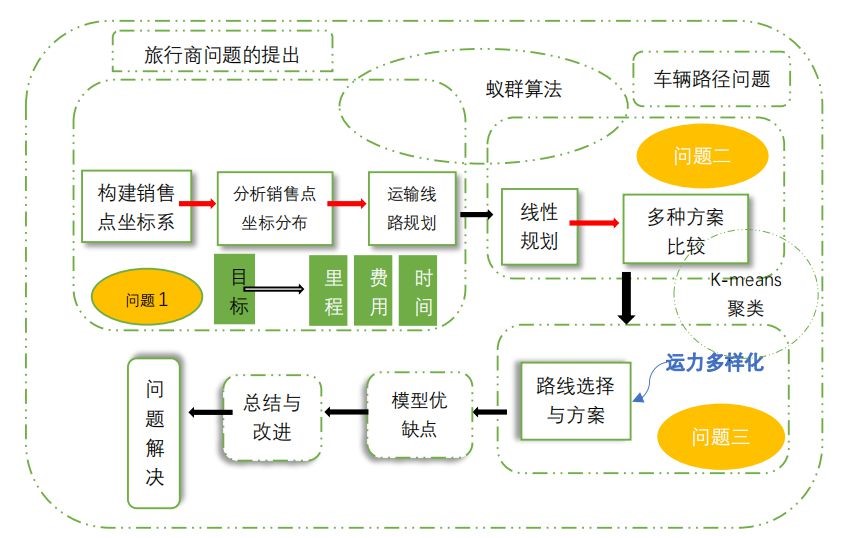 旅行商问题的提出
蚁群算法
车辆路径问题
问题二
构建销售
点坐标系
分析销售点
坐标分布
运输线
路规划
线性
规划
多种方案
比较
问题1
目
标
里
程
费
用
时
间
K-means
聚类
运力多样化
路线选择
与方案
问题三
模型优
缺点
总结与
改进
问
题
解
决